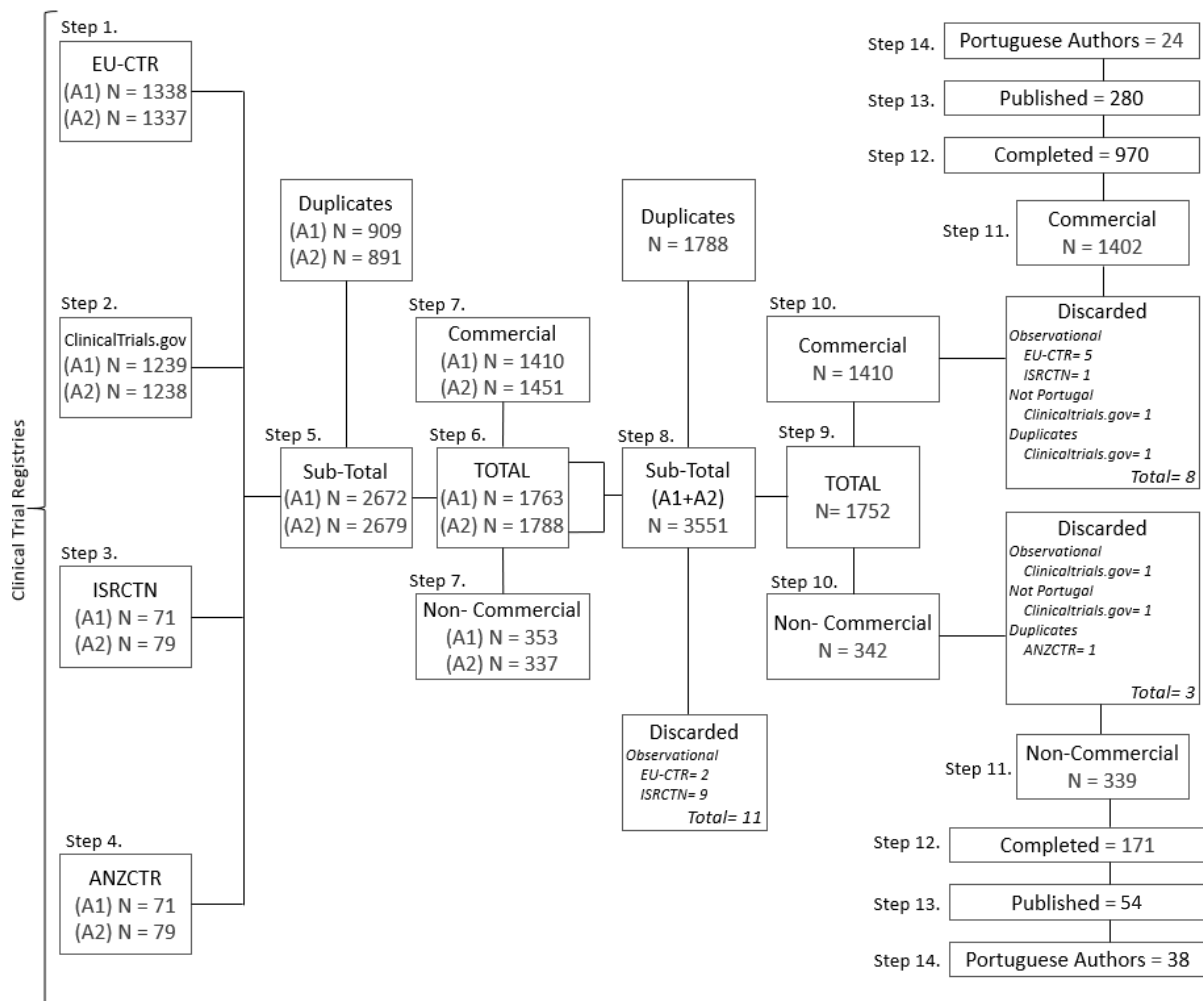 Clinical Trial Registries
Step 1.
EU-CTR
(A1) N = 1338
(A2) N = 1337
Step 2.
ClinicalTrials.gov
(A1) N = 1239
(A2) N = 1238
Step 3.
ISRCTN
(A1) N = 71
(A2) N = 79
Step 4.
ANZCTR
(A1) N = 71
(A2) N = 79
Duplicates
(A1) N = 909
(A2) N = 891
Step 5.
Sub-Total
(A1) N = 2672
(A2) N = 2679
Step 7.
Commercial
(A1) N = 1410
(A2) N = 1451
Step 6.
TOTAL
(A1) N = 1763
(A2) N = 1788
Step 7.
Non- Commercial
(A1) N = 353
(A2) N = 337
Duplicates
N = 1788
Step 8.
Sub-Total
(A1+A2)
N = 3551
Discarded
Observational
EU-CTR= 2
ISRCTN= 9
Total= 11
Step 10.
Commercial
N = 1410
Step 9.
TOTAL
N= 1752
Step 10.
Non- Commercial
N = 342
Step 14.
Portuguese Authors = 24
Step 13.
Published = 280
Step 12.
Completed = 970
Step 11.
Commercial
N = 1402
Discarded
Observational
EU-CTR= 5
ISRCTN= 1
Not Portugal
Clinicaltrials.gov= 1
Duplicates
Clinicaltrials.gov= 1
Total= 8
Discarded
Observational
Clinicaltrials.gov= 1
Not Portugal
Clinicaltrials.gov= 1
Duplicates
ANZCTR= 1
Total= 3
Step 11.
Non-Commercial
N = 339
Step 12.
Completed = 171
Step 13.
Published = 54
Step 14.
Portuguese Authors = 38